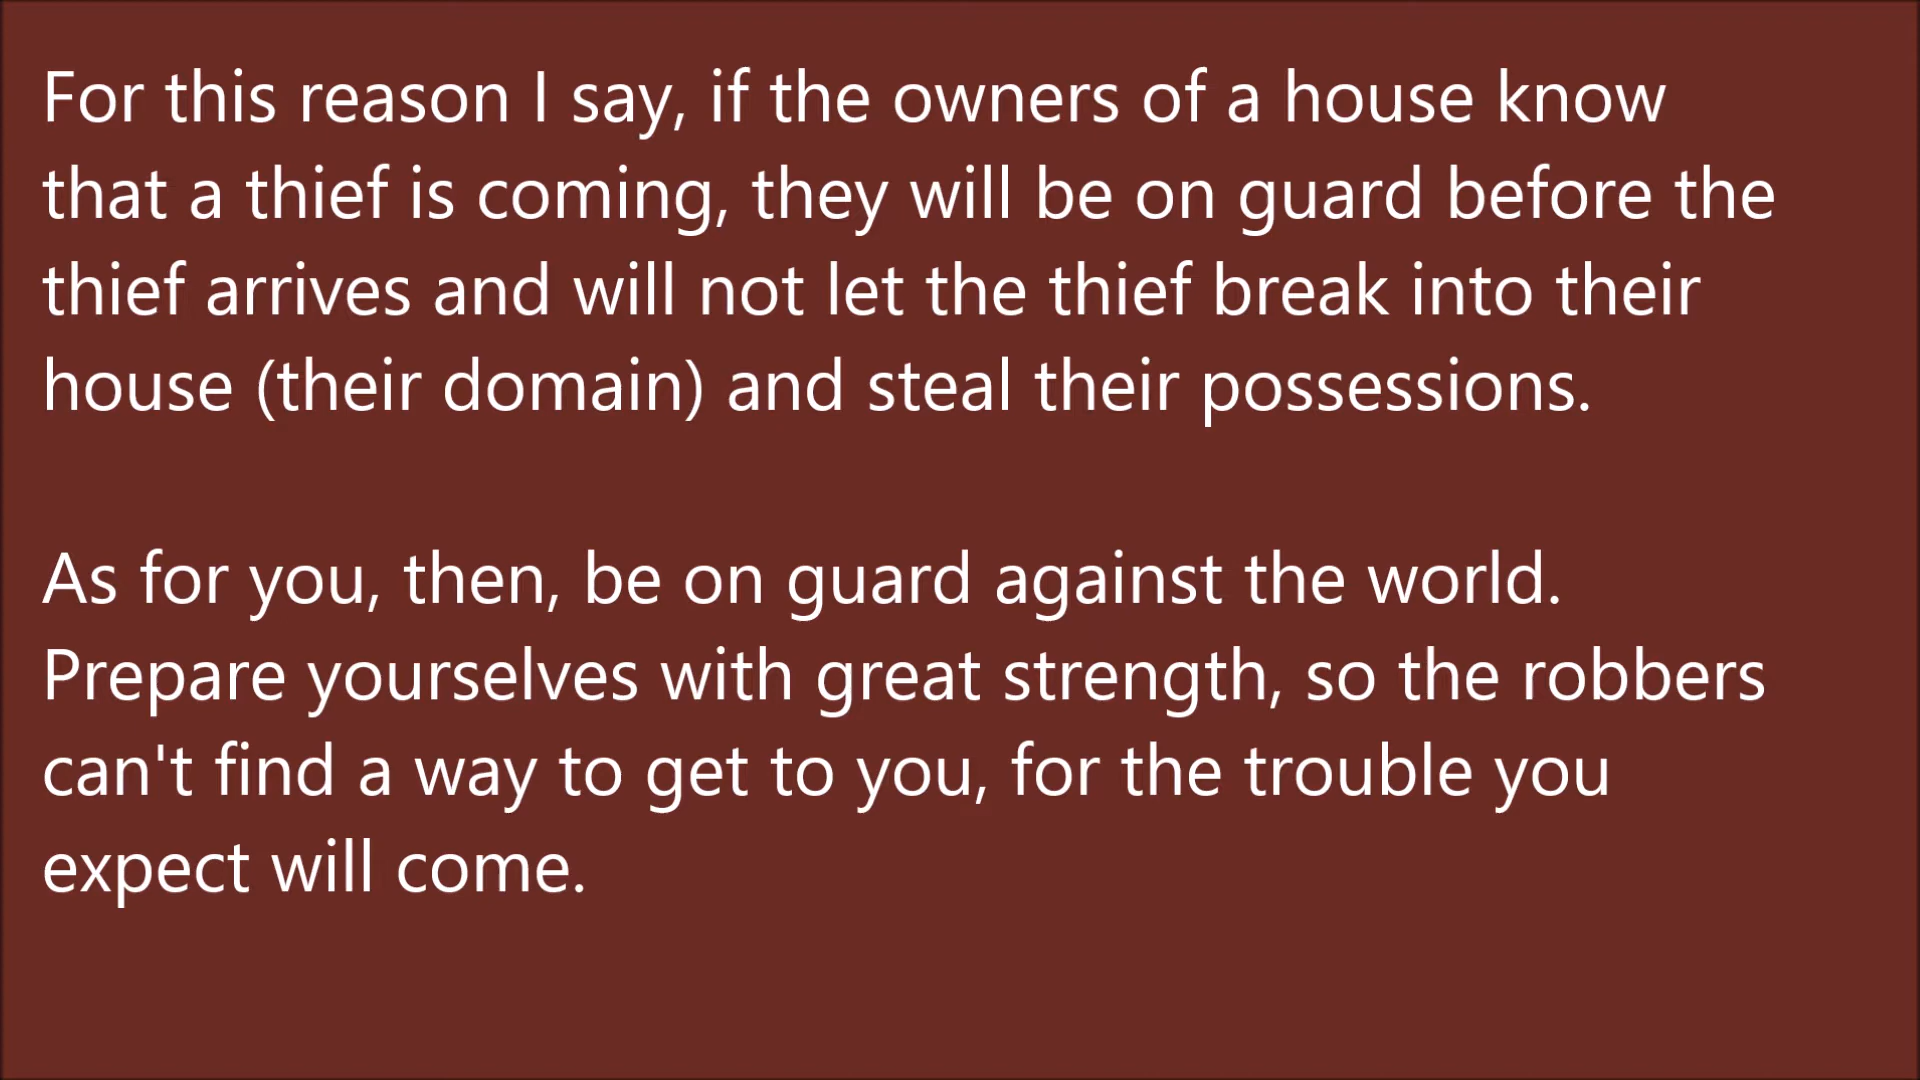 For this reason I say, if the owners of a house know
that a thief is coming, they will be on guard before the
thief arrives and will not let the thief break into their
house (their domain) and steal their possessions.
As for you, then, be on guard against the world.
Prepare yourselves with great strength, so the robbers
can't find a way to get to you, for the trouble you
expect will come.